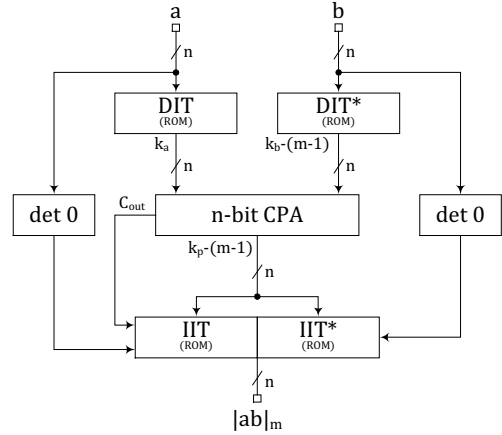 a b
n n
DIT DIT*
(ROM) (ROM)
kₐ k_b-(m-1)
n n
det 0 C_out n-bit CPA det 0
k_p-(m-1)
n
IIT IIT*
(ROM) (ROM)
n
|ab|ₘ